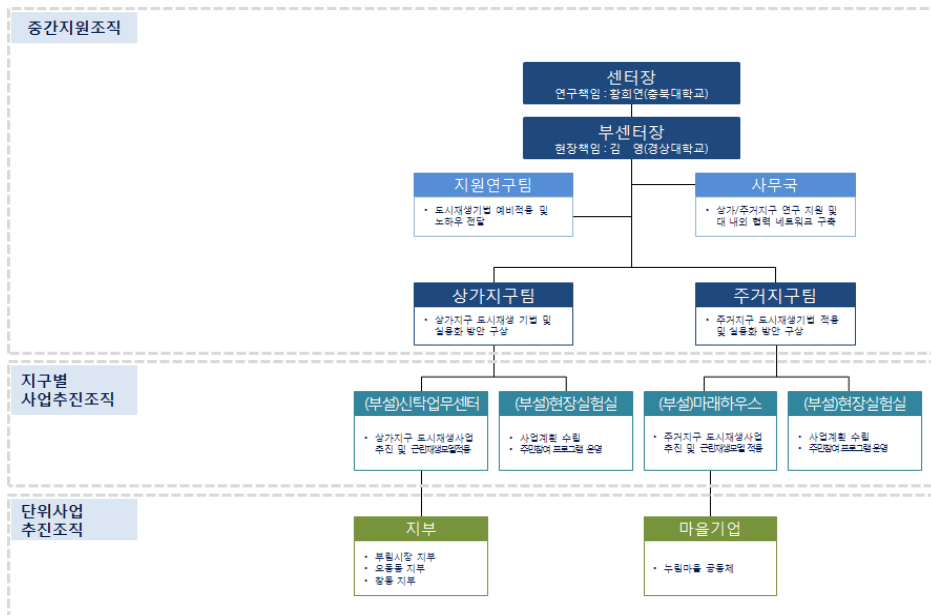 중간지원조직
센터장
연구책임 : 황희연(충북대학교)
부센터장
현장책임 : 김 영(경상대학교)
지원연구팀
• 도시재생기법 예비적용 및
노하우 전달
사무국
• 상가/주거지구 연구 지원 및
대 내외 협력 네트워크 구축
상가지구팀
• 상가지구 도시재생 기법 및
실용화 방안 구상
주거지구팀
• 주거지구 도시재생기법 적용
및 실용화 방안 구상
지구별
사업추진조직
(부설)신탁업무센터
• 상가지구 도시재생사업
추진 및 근린재생모델적용
(부설)현장실험실
• 사업계획 수립
• 주민참여 프로그램 운영
(부설)마래하우스
• 주거지구 도시재생사업
추진 및 근린재생모델 적용
(부설)현장실험실
• 사업계획 수립
• 주민참여 프로그램 운영
단위사업
추진조직
지부
• 부림시장 지부
• 오동동 지부
• 창동 지부
마을기업
• 누림마을 공동체